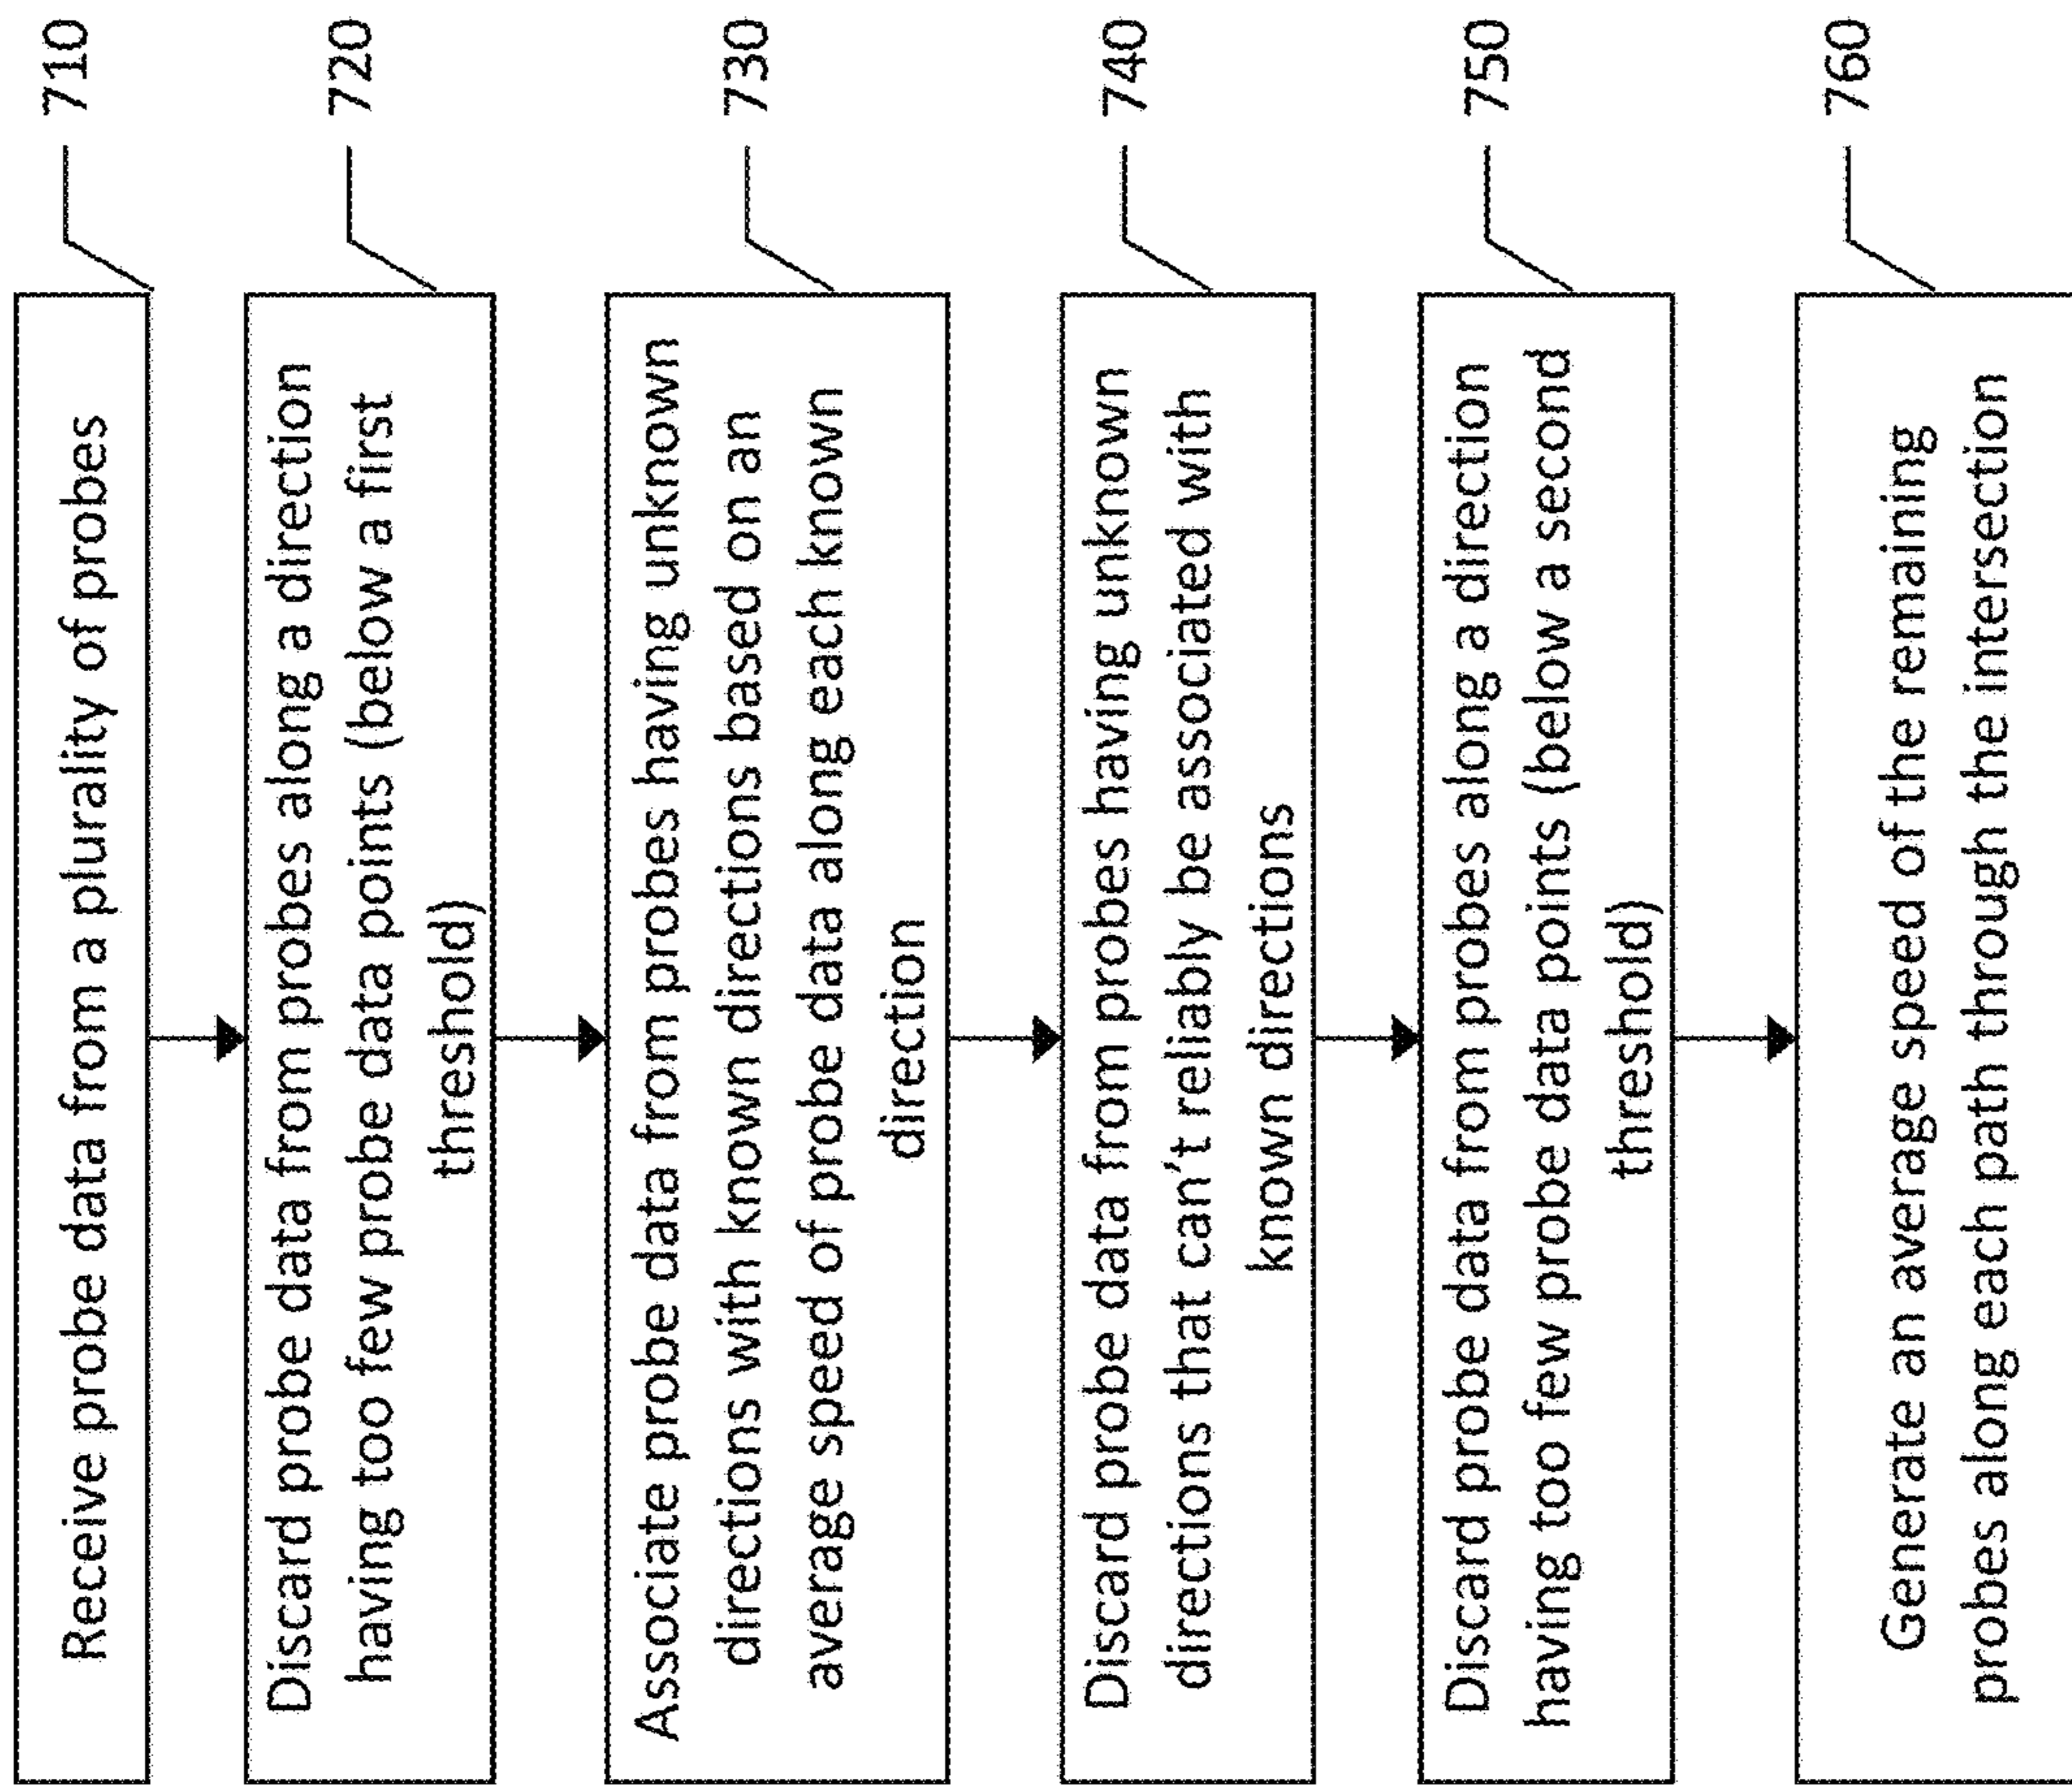 Receive probe data from a plurality of probes
710
Discard probe data from probes along a direction
having too few probe data points (below a first
threshold)
720
Associate probe data from probes having unknown
directions with known directions based on an
average speed of probe data along each known
direction
730
Discard probe data from probes having unknown
directions that can't reliably be associated with
known directions
740
Discard probe data from probes along a direction
having too few probe data points (below a second
threshold)
750
Generate an average speed of the remaining
probes along each path through the intersection
760